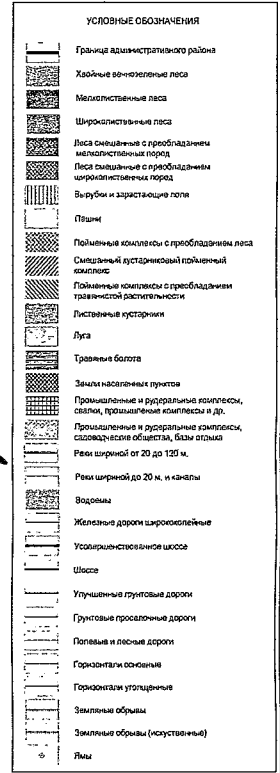 УСЛОВНЫЕ ОБОЗНАЧЕНИЯ
Граница административного района
Хвойные вечнозеленые леса
Мелколиственные леса
Широколиственные леса
Леса смешанные с преобладанием
мелколиственных пород
Леса смешанные с преобладанием
широколиственных пород
Вырубки и зарастающие поля
Пашни
Пойменные комплексы с преобладанием леса
Смешанный кустарниковый пойменный
комплекс
Пойменные комплексы с преобладанием
травянистой растительности
Лиственные кустарники
Луга
Травяные болота
Земли населенных пунктов
Промышленные и рудеральные комплексы,
свалки, промышленые комплексы и др.
Промышленные и рудеральные комплексы,
садоводческие общества, базы отдыха
Реки шириной от 20 до 120 м.
Реки шириной до 20 м. и каналы
Водоемы
Железные дороги ширококолейные
Усовершенствованное шоссе
Шоссе
Улучшенные грунтовые дороги
Грунтовые проселочные дороги
Полевые и лесные дороги
Горизонтали основные
Горизонтали утолщенные
Земляные обрывы
Земляные обрывы (искуственные)
Ямы